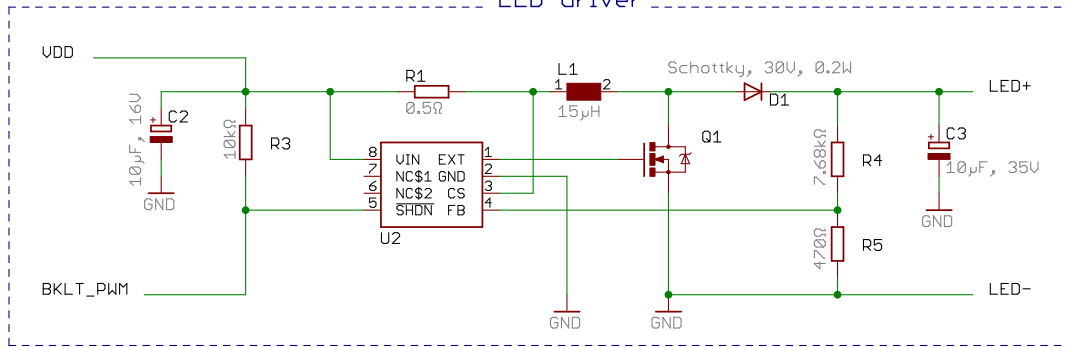 LED driver
VDD
R1
0.5Ω
L1
1 2
15µH
Schottky, 30V, 0.2W
D1
LED+
C2
+
10µF, 16V
GND
R3
10kΩ
Q1
R4
7.68kΩ
C3
+
10µF, 35V
GND
8 VIN EXT 1
7 NC$1 GND 2
6 NC$2 CS 3
5 SHDN FB 4
U2
R5
470Ω
BKLT_PWM
LED-
GND
GND